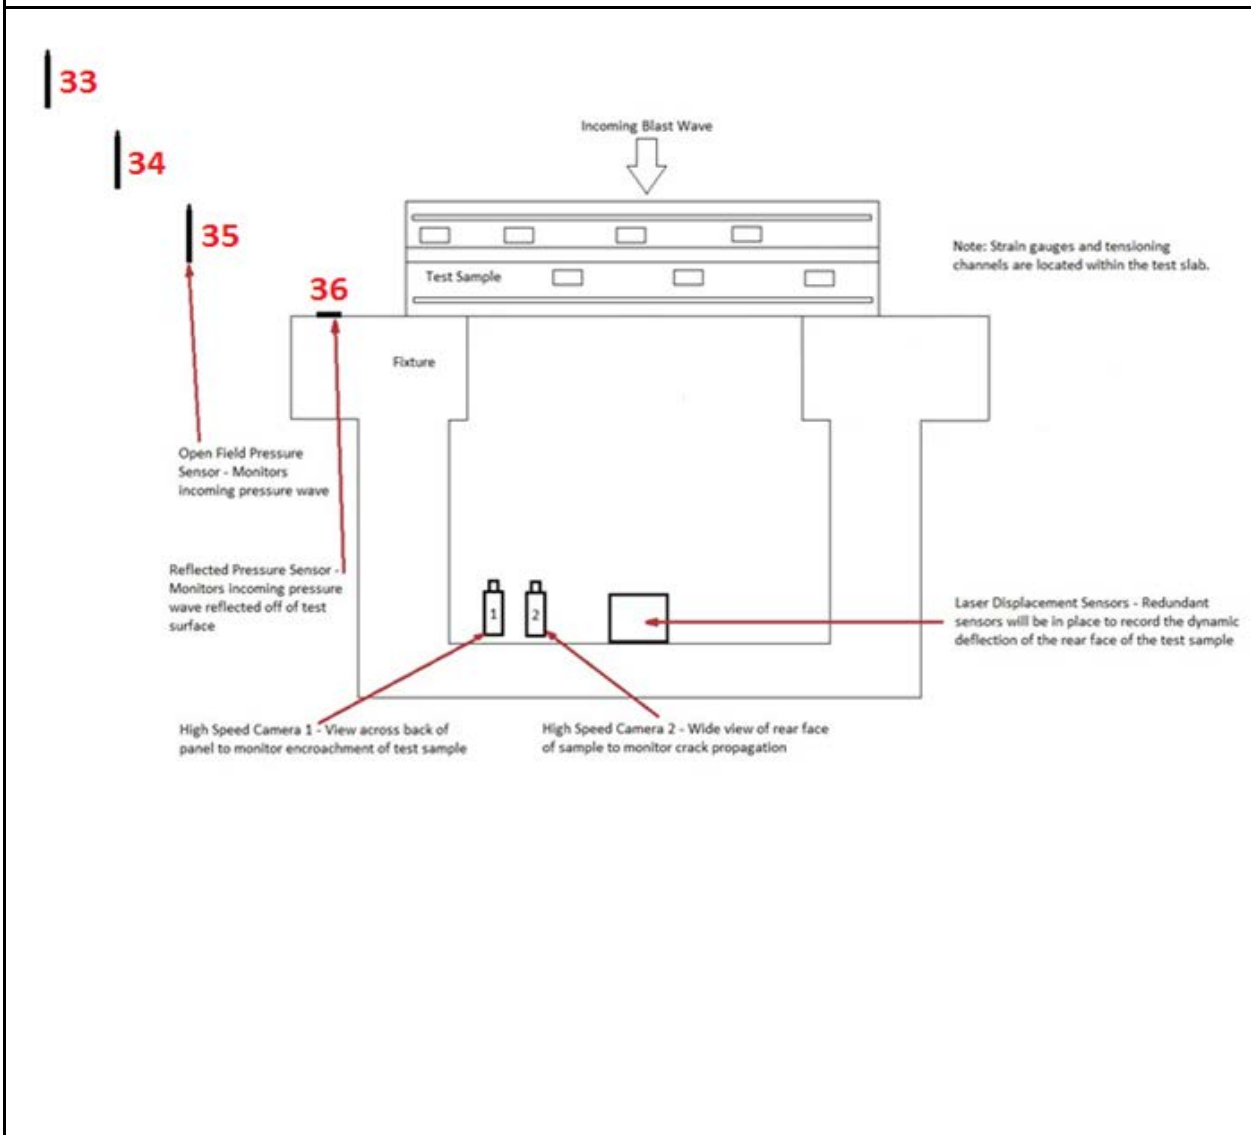 33
34
Incoming Blast Wave
35
Note: Strain gauges and tensioning
channels are located within the test slab.
Test Sample
36
Fixture
Open Field Pressure
Sensor - Monitors
incoming pressure wave
Reflected Pressure Sensor -
Monitors incoming pressure
wave reflected off of test
surface
1
2
Laser Displacement Sensors - Redundant
sensors will be in place to record the dynamic
deflection of the rear face of the test sample
High Speed Camera 1 - View across back of
panel to monitor encroachment of test sample
High Speed Camera 2 - Wide view of rear face
of sample to monitor crack propagation